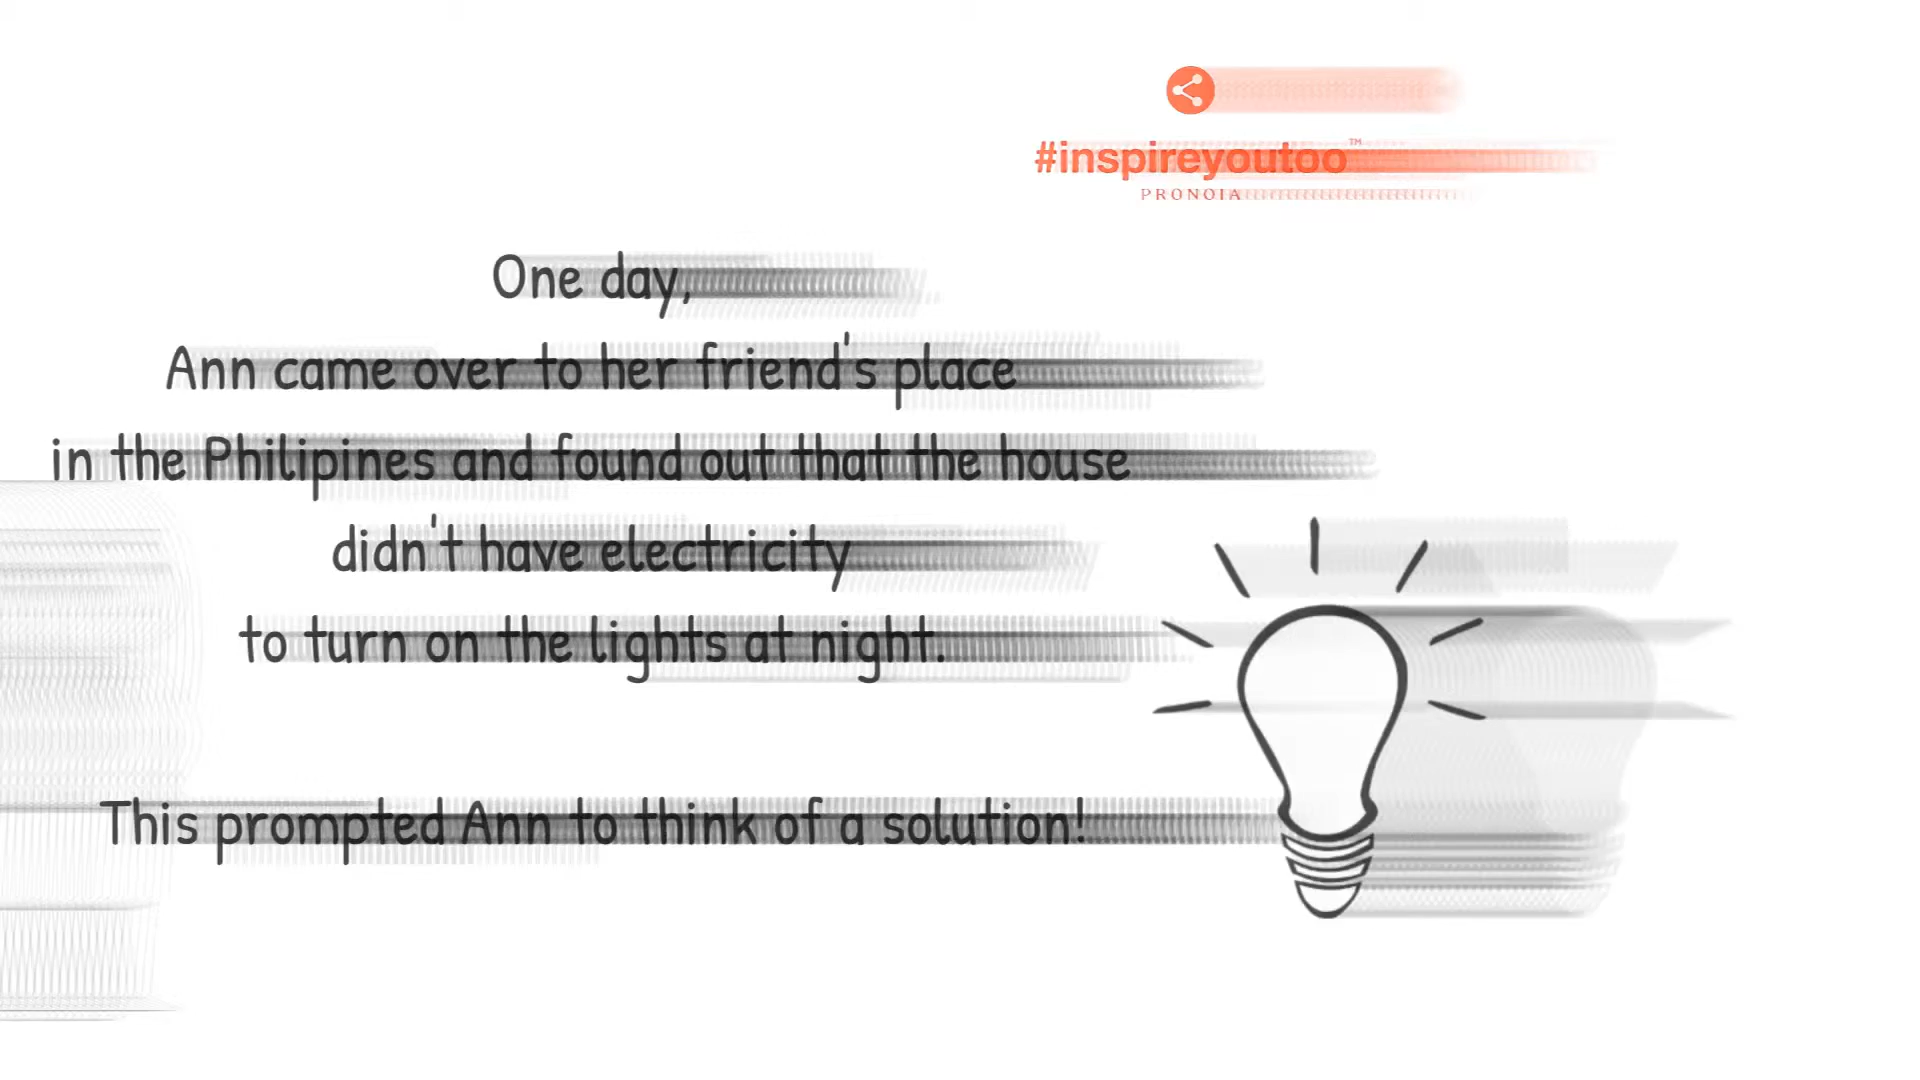 #inspireyoutoo™
PRONOIA
One day,
Ann came over to her friend's place
in the Philipines and found out that the house
didn't have electricity
to turn on the lights at night.
This prompted Ann to think of a solution!